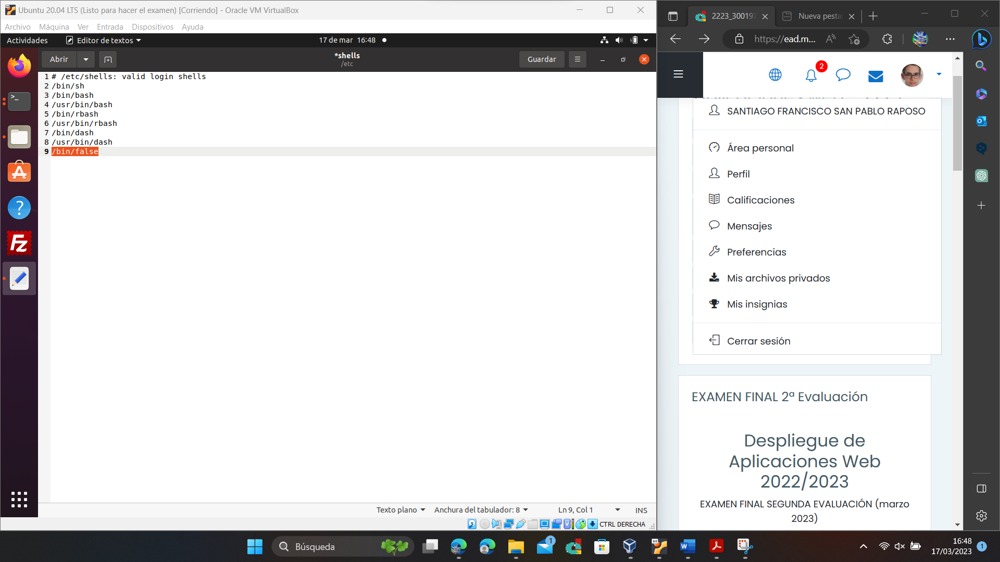 Ubuntu 20.04 LTS (Listo para hacer el examen) [Corriendo] - Oracle VM VirtualBox
Archivo Máquina Ver Entrada Dispositivos Ayuda
Actividades Editor de textos 17 de mar 16:48
Abrir *shells Guardar
/etc
1 # /etc/shells: valid login shells
2 /bin/sh
3 /bin/bash
4 /usr/bin/bash
5 /bin/rbash
6 /usr/bin/rbash
7 /bin/dash
8 /usr/bin/dash
9 /bin/false
Texto plano Anchura del tabulador: 8 Ln 9, Col 1 INS
CTRL DERECHA
2223_300197 Nueva pesta
https://ead.m...
2
SANTIAGO FRANCISCO SAN PABLO RAPOSO
Área personal
Perfil
Calificaciones
Mensajes
Preferencias
Mis archivos privados
Mis insignias
Cerrar sesión
EXAMEN FINAL 2ª Evaluación
Despliegue de
Aplicaciones Web
2022/2023
EXAMEN FINAL SEGUNDA EVALUACIÓN (marzo
2023)
Búsqueda
1
16:48
17/03/2023
1